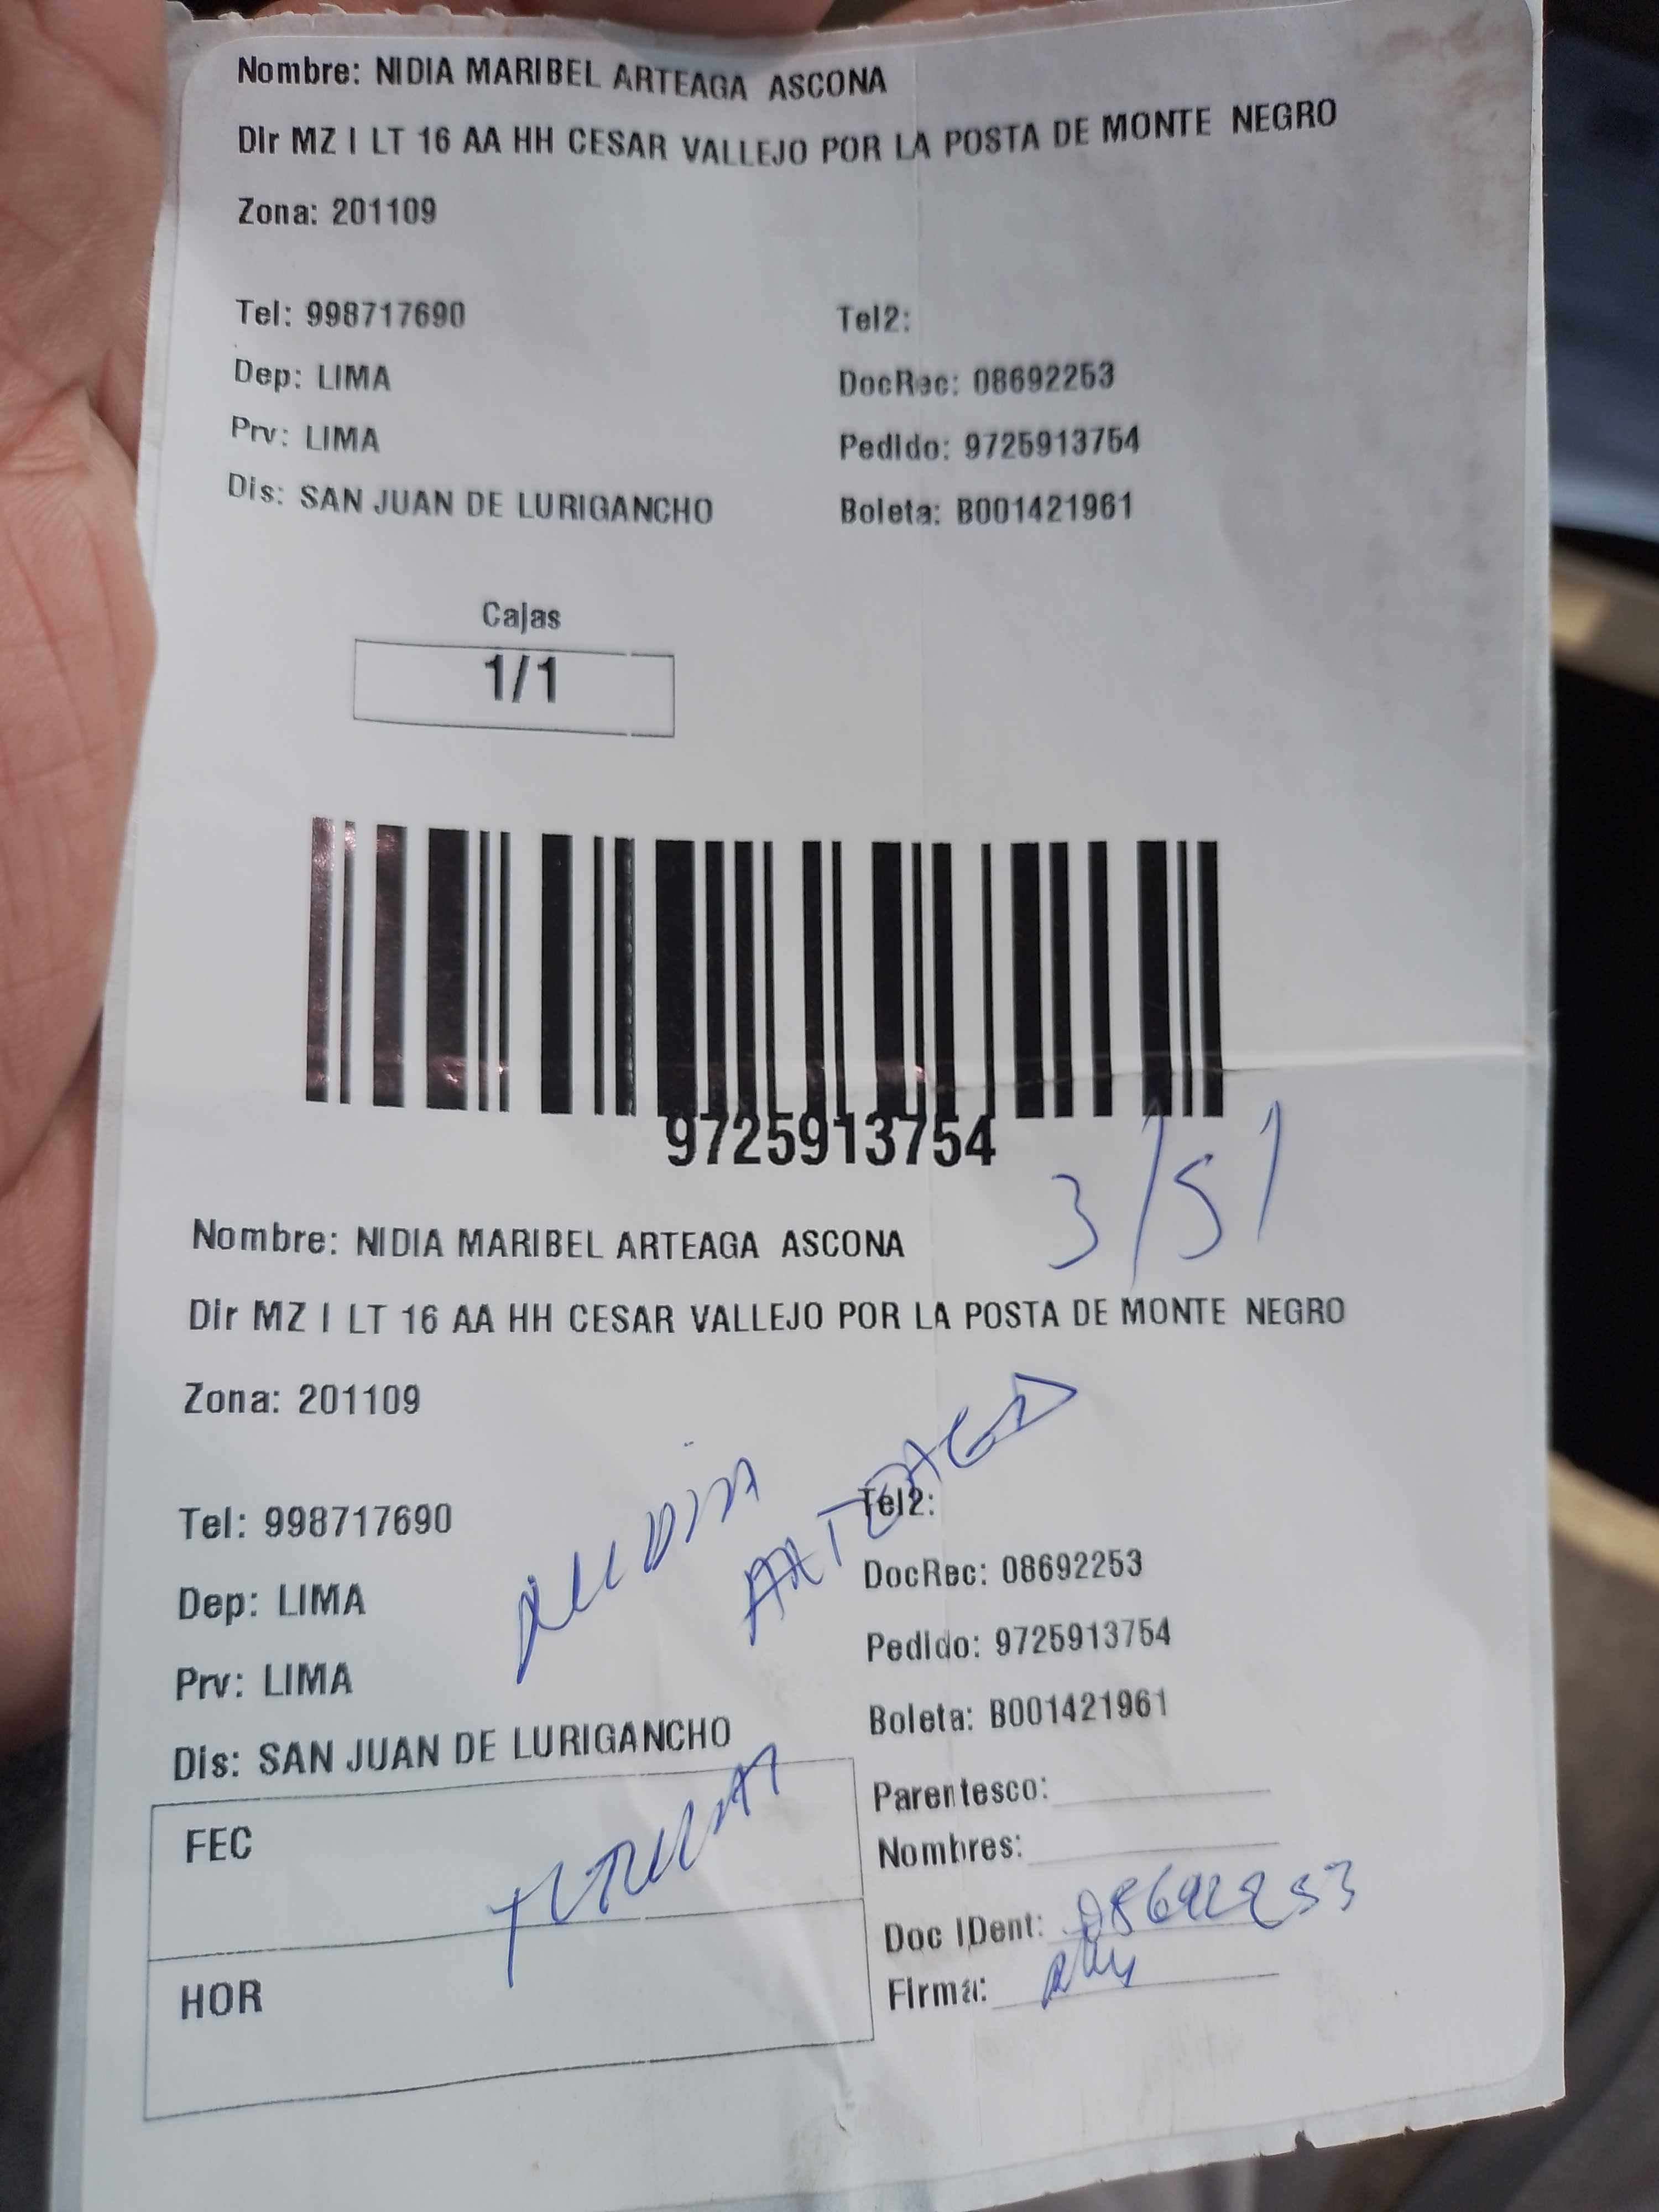 Nombre: NIDIA MARIBEL ARTEAGA ASCONA
Dir MZ I LT 16 AA HH CESAR VALLEJO POR LA POSTA DE MONTE NEGRO
Zona: 201109
Tel: 998717690
Tel2:
Dep: LIMA
DocRec: 08692253
Prv: LIMA
Pedido: 9725913754
Dis: SAN JUAN DE LURIGANCHO
Boleta: B001421961
Cajas
1/1
9725913754
3/5/
Nombre: NIDIA MARIBEL ARTEAGA ASCONA
Dir MZ I LT 16 AA HH CESAR VALLEJO POR LA POSTA DE MONTE NEGRO
Zona: 201109
ARTEAGA
Tel: 998717690
Tel2:
Dep: LIMA
DocRec: 08692253
Prv: LIMA
Pedido: 9725913754
Dis: SAN JUAN DE LURIGANCHO
Boleta: B001421961
FEC
Parentesco:
Nombres:
Doc IDent: 08692253
HOR
Firma: